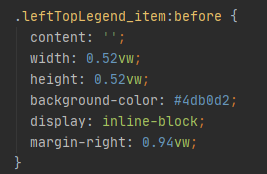 .leftTopLegend_item:before {
  content: '';
  width: 0.52vw;
  height: 0.52vw;
  background-color: #4db0d2;
  display: inline-block;
  margin-right: 0.94vw;
}